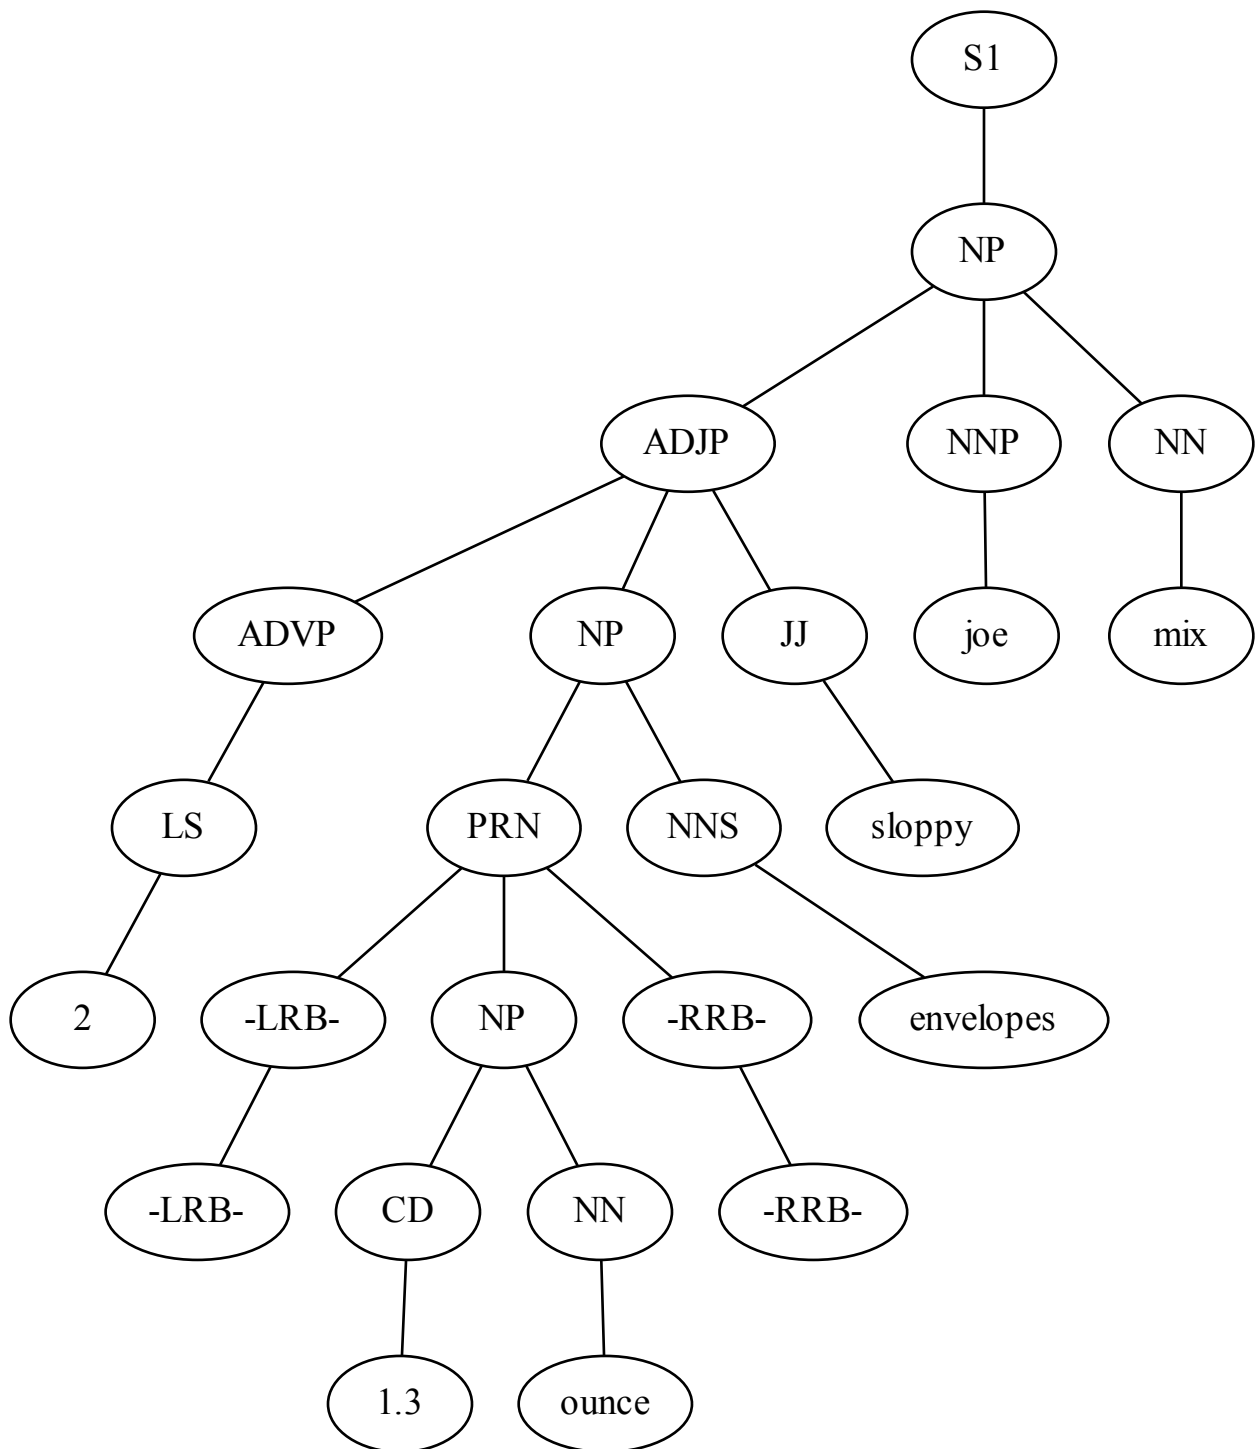 S1
NP
ADJP NNP NN
ADVP NP JJ joe mix
LS PRN NNS sloppy
2 -LRB- NP -RRB- envelopes
-LRB- CD NN -RRB-
1.3 ounce